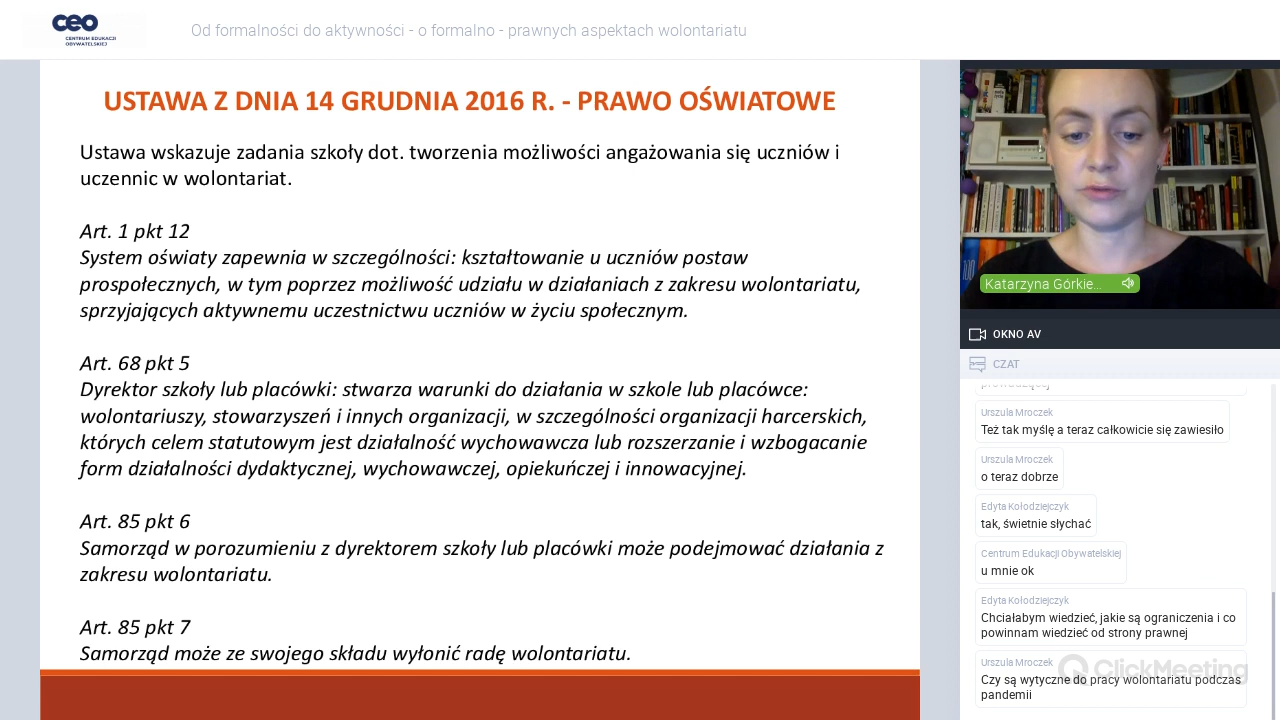 ceo
CENTRUM EDUKACJI
OBYWATELSKIEJ
Od formalności do aktywności - o formalno - prawnych aspektach wolontariatu
USTAWA Z DNIA 14 GRUDNIA 2016 R. - PRAWO OŚWIATOWE
Ustawa wskazuje zadania szkoły dot. tworzenia możliwości angażowania się uczniów i
uczennic w wolontariat.
Art. 1 pkt 12
System oświaty zapewnia w szczególności: kształtowanie u uczniów postaw
prospołecznych, w tym poprzez możliwość udziału w działaniach z zakresu wolontariatu,
sprzyjających aktywnemu uczestnictwu uczniów w życiu społecznym.
Art. 68 pkt 5
Dyrektor szkoły lub placówki: stwarza warunki do działania w szkole lub placówce:
wolontariuszy, stowarzyszeń i innych organizacji, w szczególności organizacji harcerskich,
których celem statutowym jest działalność wychowawcza lub rozszerzanie i wzbogacanie
form działalności dydaktycznej, wychowawczej, opiekuńczej i innowacyjnej.
Art. 85 pkt 6
Samorząd w porozumieniu z dyrektorem szkoły lub placówki może podejmować działania z
zakresu wolontariatu.
Art. 85 pkt 7
Samorząd może ze swojego składu wyłonić radę wolontariatu.
Katarzyna Górkie...
OKNO AV
CZAT
Urszula Mroczek
Też tak myślę a teraz całkowicie się zawiesiło
Urszula Mroczek
o teraz dobrze
Edyta Kołodziejczyk
tak, świetnie słychać
Centrum Edukacji Obywatelskiej
u mnie ok
Edyta Kołodziejczyk
Chciałabym wiedzieć, jakie są ograniczenia i co
powinnam wiedzieć od strony prawnej
Urszula Mroczek
ClickMeeting
Czy są wytyczne do pracy wolontariatu podczas
pandemii